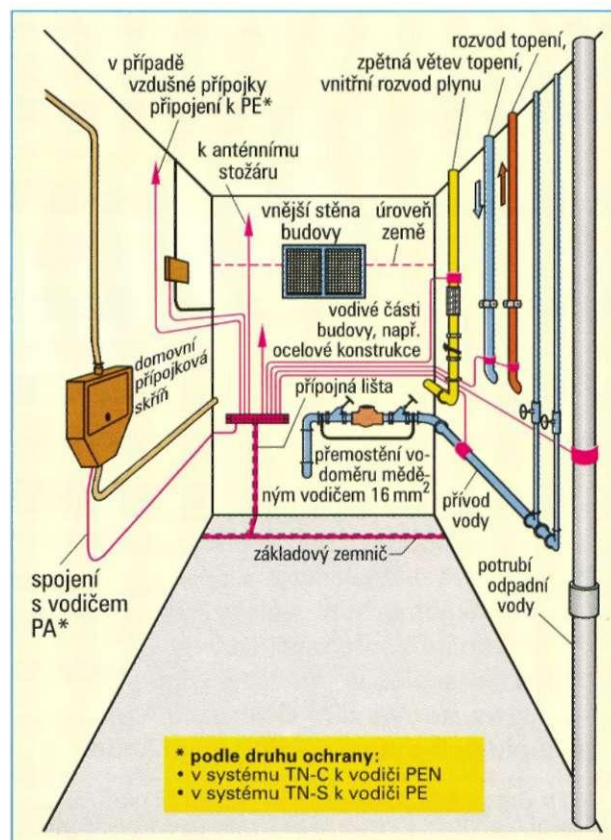 v případě
vzdušné přípojky
připojení k PE*
k anténnímu
stožáru
rozvod topení,
zpětná větev topení,
vnitřní rozvod plynu
vnější stěna
budovy
úroveň
země
vodivé části
budovy, např.
ocelové konstrukce
domovní
přípojková
skříň
přípojná lišta
přemostění vo-
doměru mědě-
ným vodičem 16 mm²
přívod
vody
základový zemnič
spojení
s vodičem
PA*
potrubí
odpadní
vody
* podle druhu ochrany:
• v systému TN-C k vodiči PEN
• v systému TN-S k vodiči PE